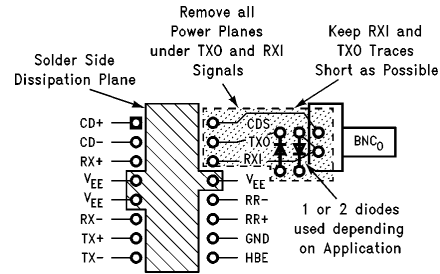 Remove all
Power Planes
under TXO and RXI
Signals
Keep RXI and
TXO Traces
Short as Possible
Solder Side
Dissipation Plane
CD+
CD-
RX+
VEE
VEE
RX-
TX+
TX-
CDS
TXO
RXI
VEE
RR-
RR+
GND
HBE
BNCO
1 or 2 diodes
used depending
on Application